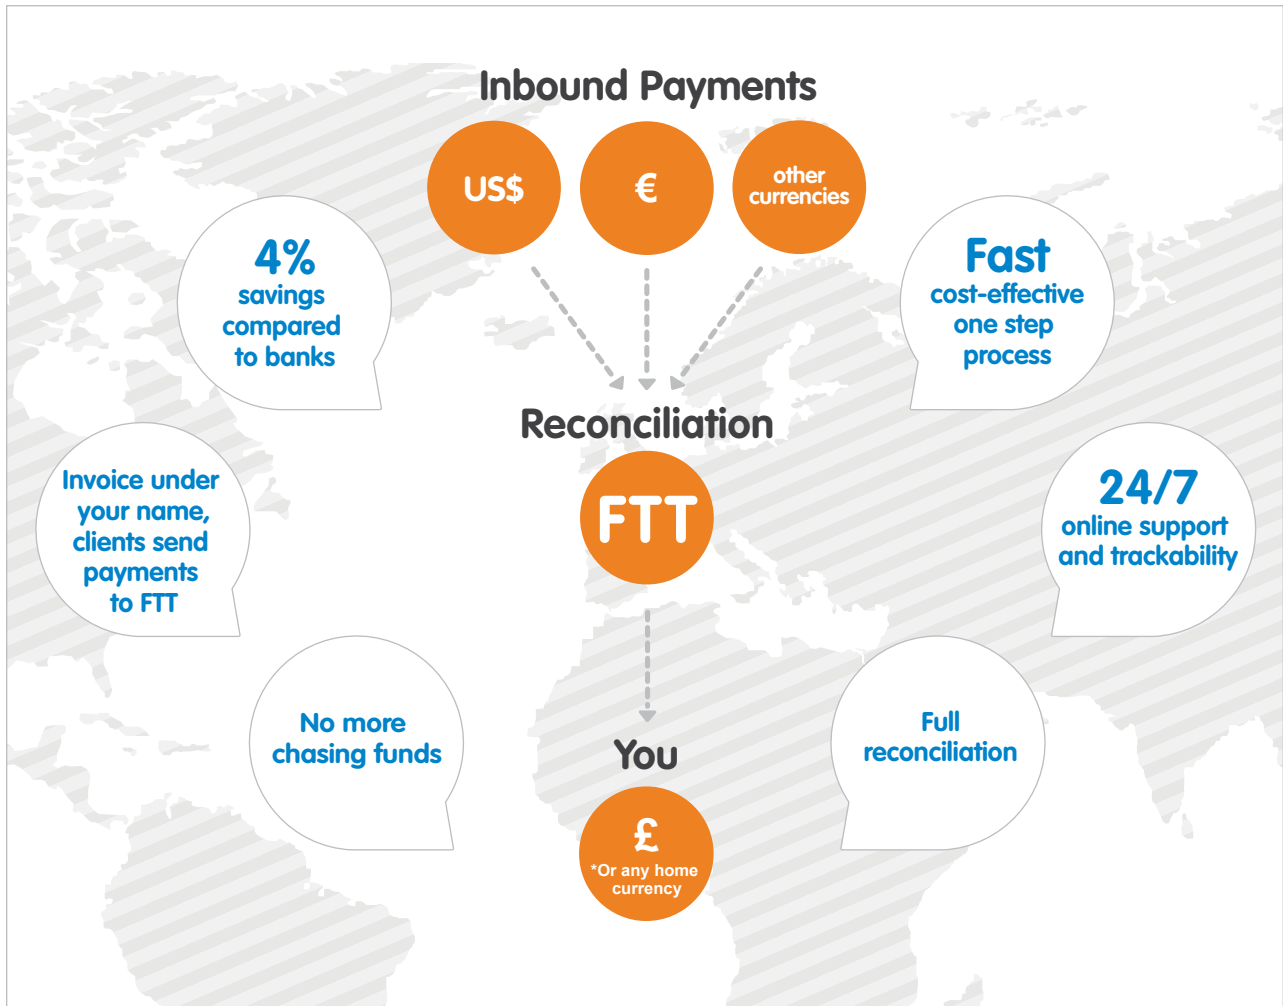 Inbound Payments
US$
€
other
currencies
4%
savings
compared
to banks
Fast
cost-effective
one step
process
Reconciliation
FTT
Invoice under
your name,
clients send
payments
to FTT
24/7
online support
and trackability
No more
chasing funds
Full
reconciliation
You
£
*Or any home
currency